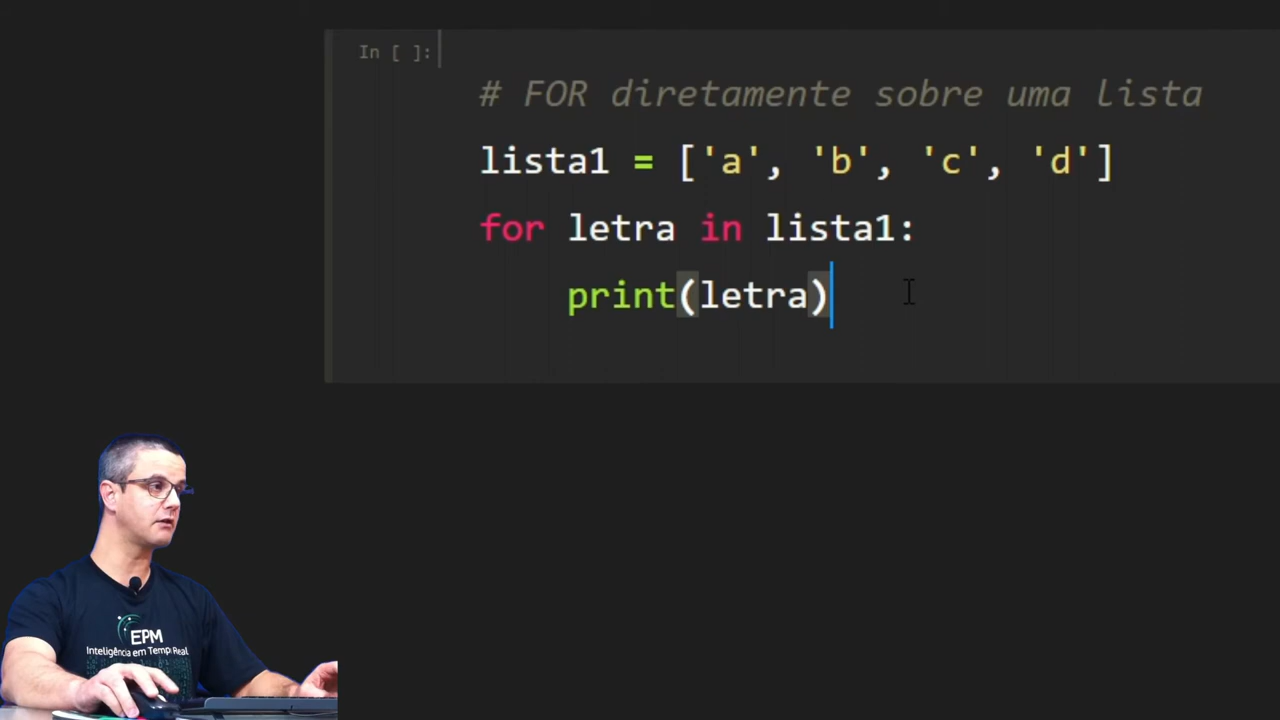 In [ ]:
# FOR diretamente sobre uma lista
lista1 = ['a', 'b', 'c', 'd']
for letra in lista1:
    print(letra)
EPM
Inteligência em Tempo Real